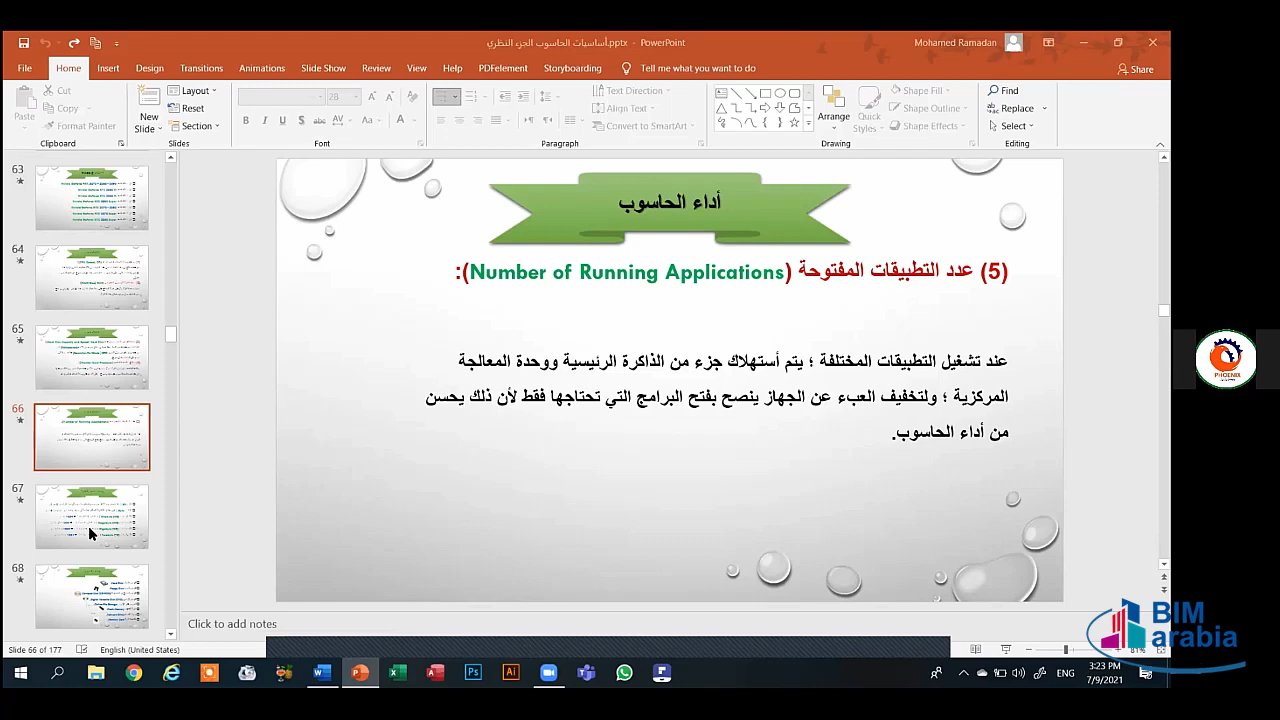 أساسيات الحاسوب الجزء النظري.pptx - PowerPoint
Mohamed Ramadan
File Home Insert Design Transitions Animations Slide Show Review View Help PDFelement Storyboarding Tell me what you want to do
Share
Paste
Cut
Copy
Format Painter
Clipboard
New Slide
Layout
Reset
Section
Slides
28
B I U S abc AV Aa A
Font
Text Direction
Align Text
Convert to SmartArt
Paragraph
Arrange
Quick Styles
Shape Fill
Shape Outline
Shape Effects
Drawing
Find
Replace
Select
Editing
63
64
65
66
67
68
أداء الحاسوب
(5) عدد التطبيقات المفتوحة (Number of Running Applications):
عند تشغيل التطبيقات المختلفة ؛ يتم أستهلاك جزء من الذاكرة الرئيسية ووحدة المعالجة
المركزية ؛ ولتخفيف العبء عن الجهاز ينصح بفتح البرامج التي تحتاجها فقط لأن ذلك يحسن
من أداء الحاسوب.
Click to add notes
Slide 66 of 177
English (United States)
81%
ENG
3:23 PM
7/9/2021
PHOENIX
BIM
arabia